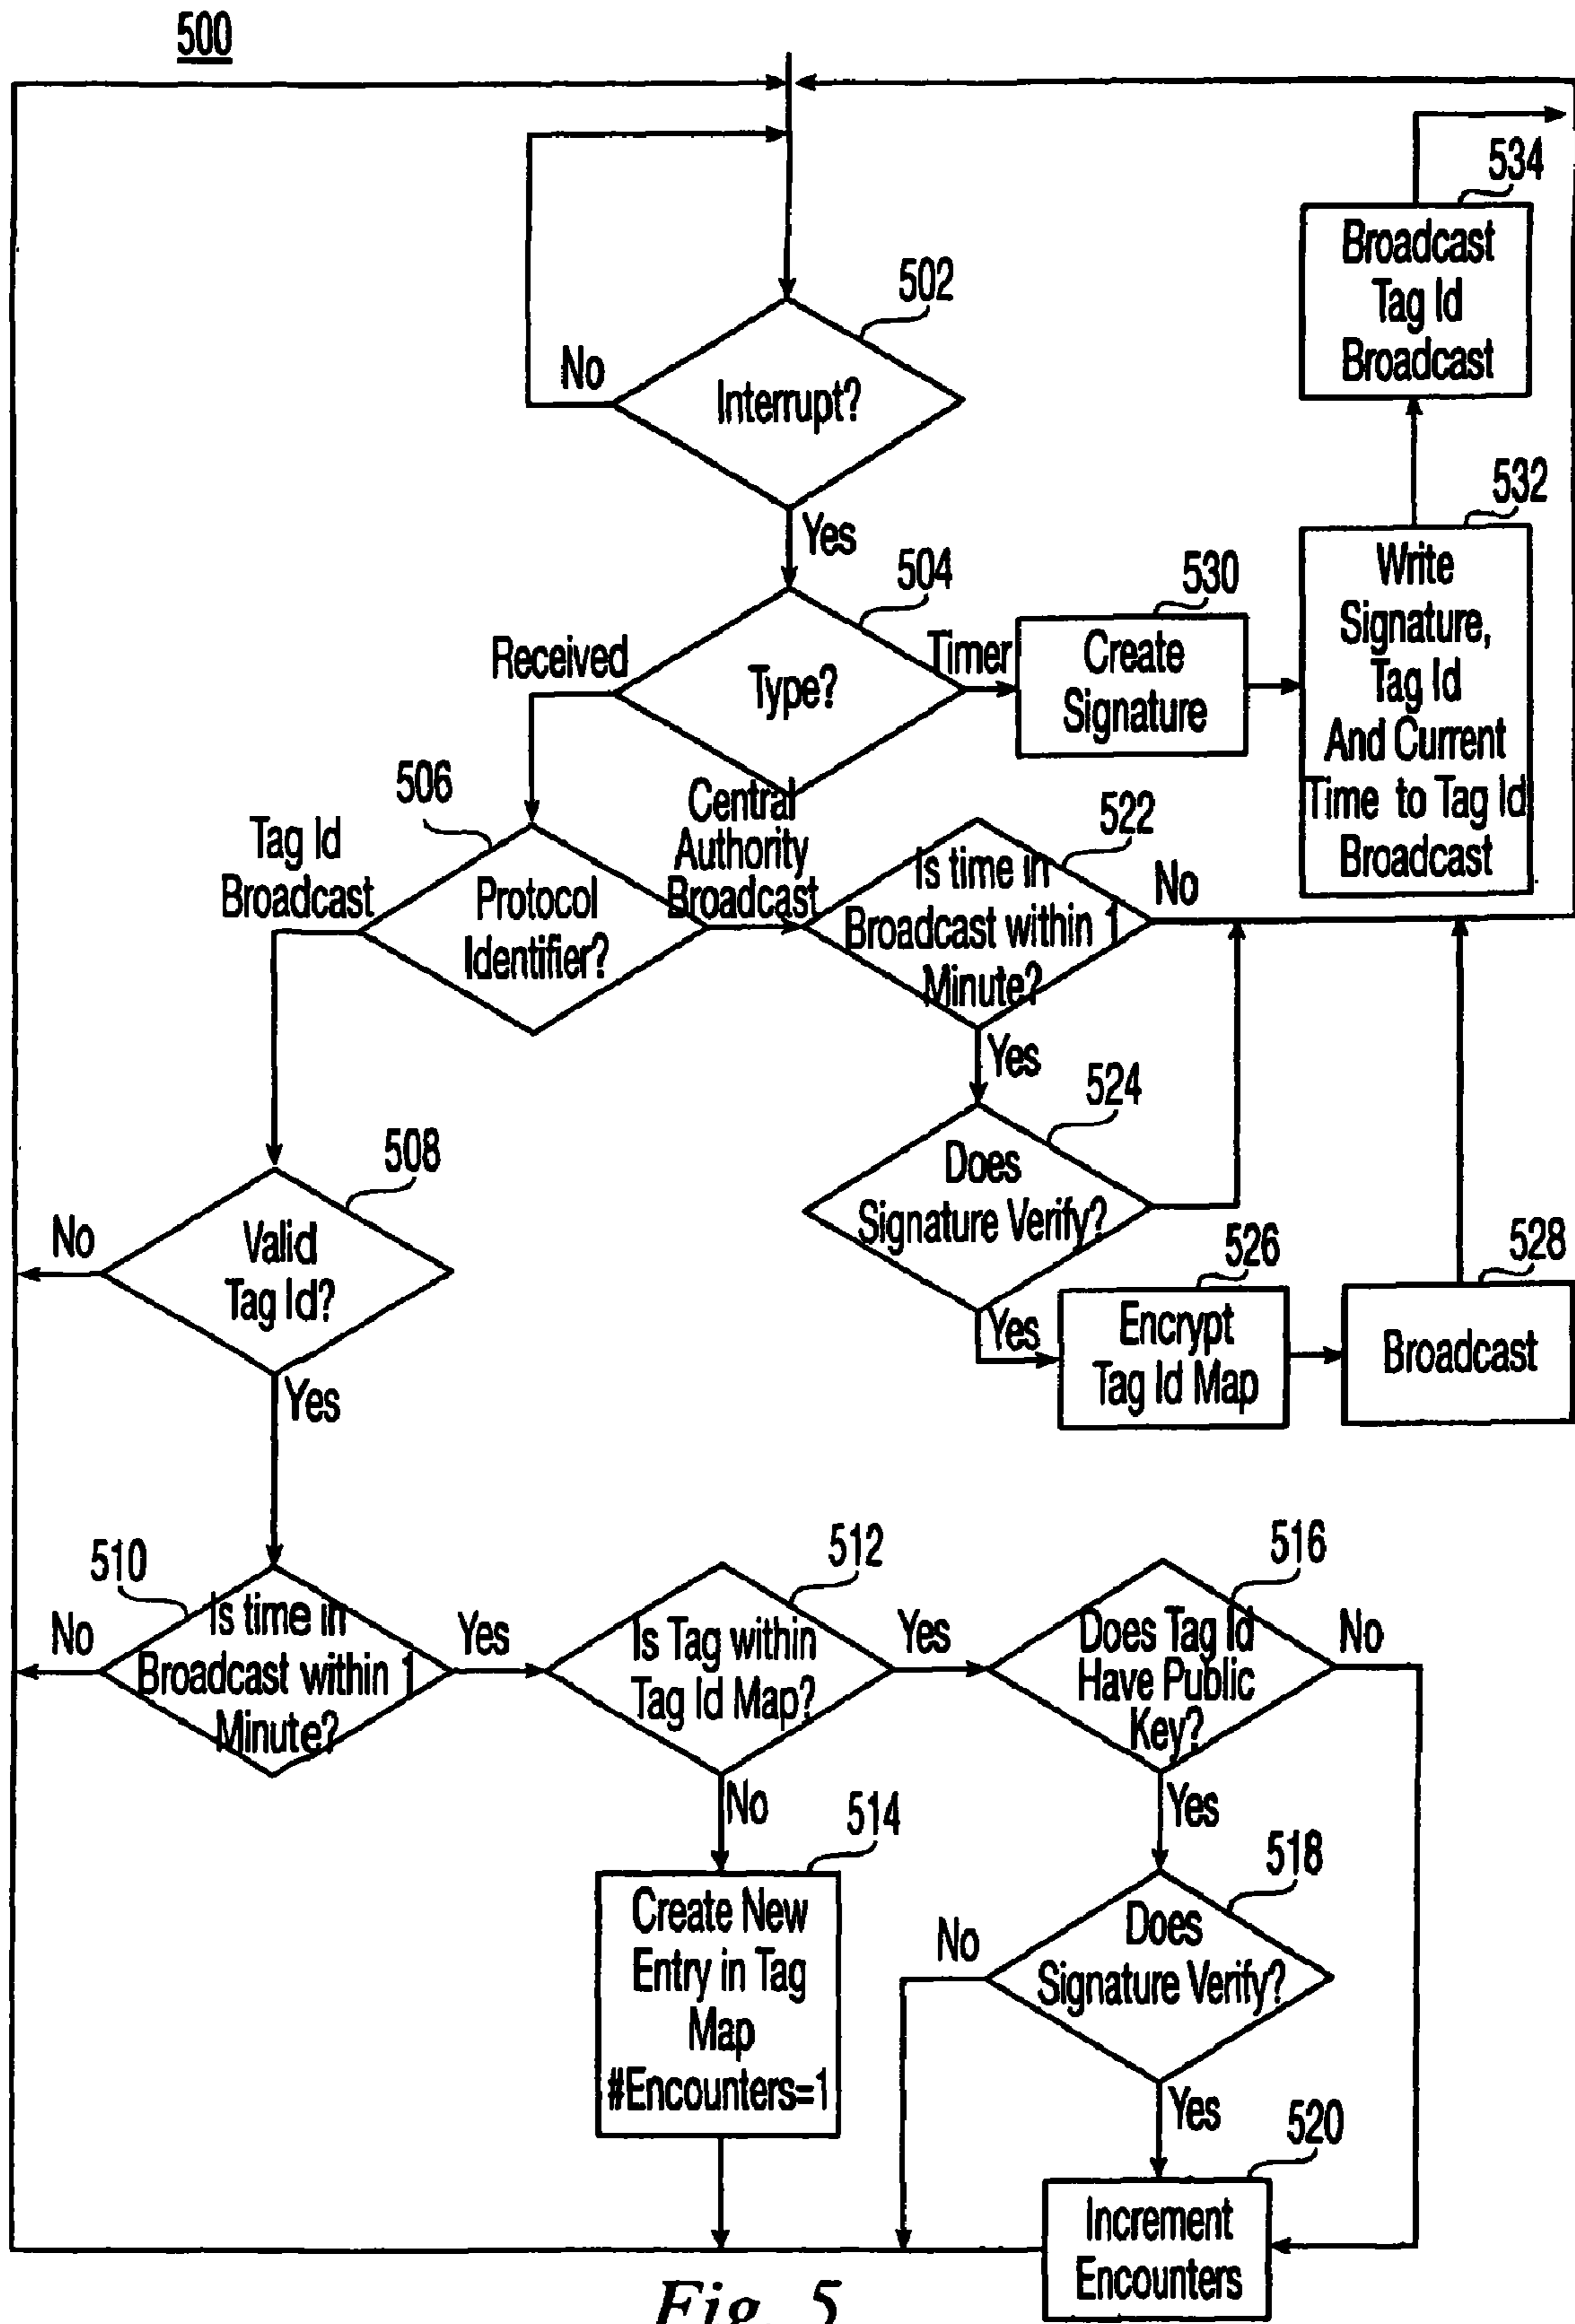 500
502
No
Interrupt?
Yes
504
Received
Type?
Timer
530
Create
Signature
532
Write
Signature,
Tag Id
And Current
Time to Tag Id
Broadcast
534
Broadcast
Tag Id
Broadcast
506
Tag Id
Broadcast
Protocol
Identifier?
Central
Authority
Broadcast
522
Is time in
Broadcast within 1
Minute?
No
Yes
524
Does
Signature Verify?
Yes
526
Encrypt
Tag Id Map
528
Broadcast
508
No
Valid
Tag Id?
Yes
510
No
Is time in
Broadcast within 1
Minute?
Yes
512
Is Tag within
Tag Id Map?
Yes
No
514
Create New
Entry in Tag
Map
#Encounters=1
516
Does Tag Id
Have Public
Key?
No
Yes
518
No
Does
Signature Verify?
Yes
520
Increment
Encounters
Fig. 5